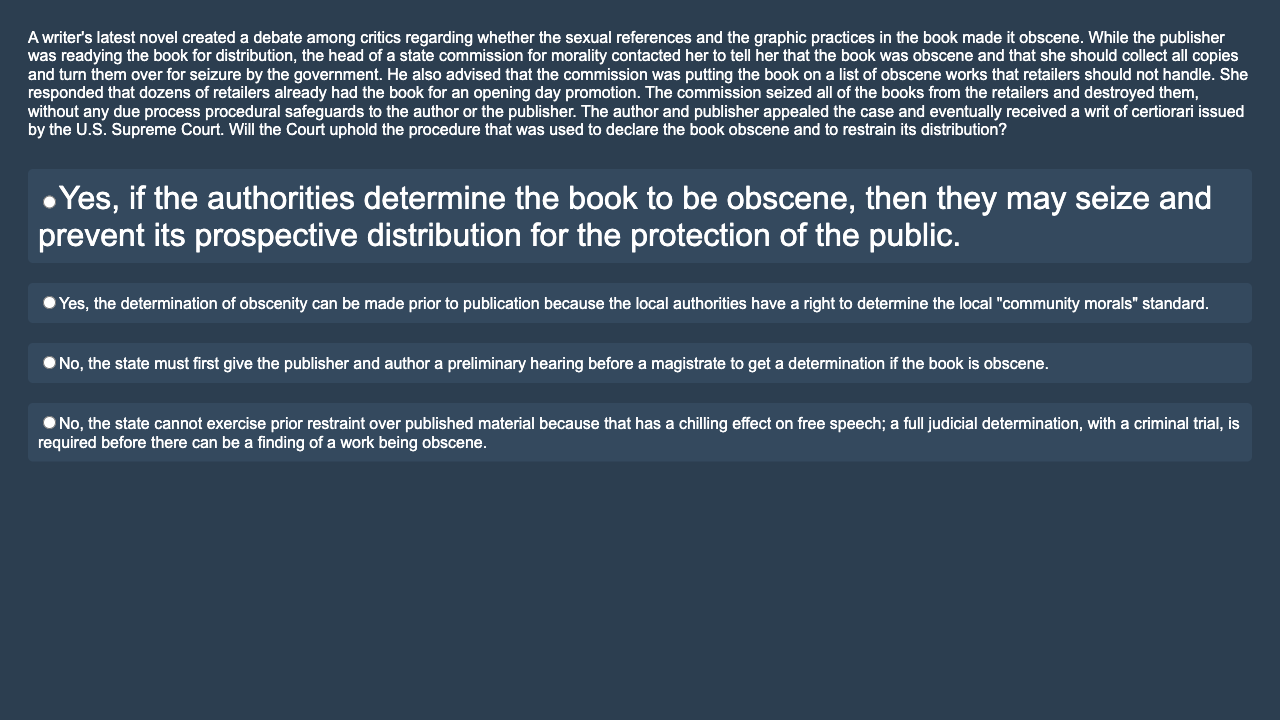 A writer's latest novel created a debate among critics regarding whether the sexual references and the graphic practices in the book made it obscene. While the publisher
was readying the book for distribution, the head of a state commission for morality contacted her to tell her that the book was obscene and that she should collect all copies
and turn them over for seizure by the government. He also advised that the commission was putting the book on a list of obscene works that retailers should not handle. She
responded that dozens of retailers already had the book for an opening day promotion. The commission seized all of the books from the retailers and destroyed them,
without any due process procedural safeguards to the author or the publisher. The author and publisher appealed the case and eventually received a writ of certiorari issued
by the U.S. Supreme Court. Will the Court uphold the procedure that was used to declare the book obscene and to restrain its distribution?
Yes, if the authorities determine the book to be obscene, then they may seize and
prevent its prospective distribution for the protection of the public.
Yes, the determination of obscenity can be made prior to publication because the local authorities have a right to determine the local "community morals" standard.
No, the state must first give the publisher and author a preliminary hearing before a magistrate to get a determination if the book is obscene.
No, the state cannot exercise prior restraint over published material because that has a chilling effect on free speech; a full judicial determination, with a criminal trial, is
required before there can be a finding of a work being obscene.